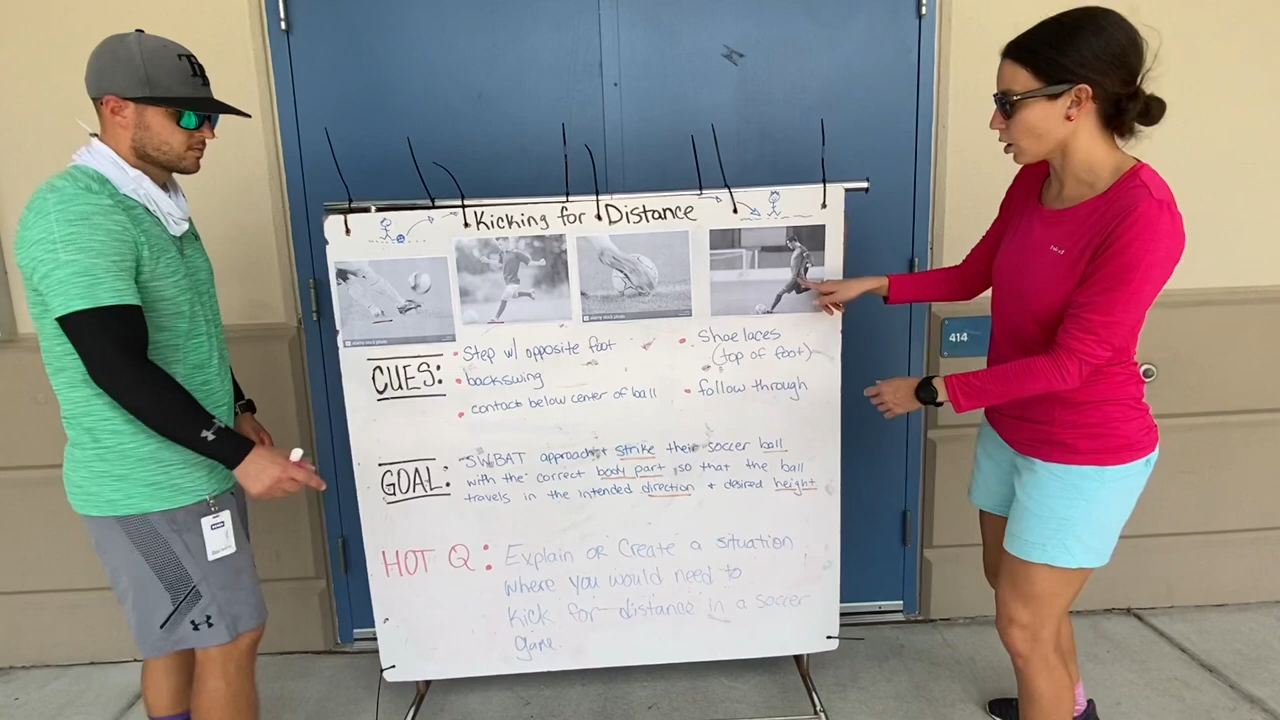 Kicking for Distance
CUES:
• Step w/ opposite foot
• backswing
• contact below center of ball
• Shoe laces
(top of foot)
• follow through
GOAL:
SWBAT approach + strike their soccer ball
with the correct body part, so that the ball
travels in the intended direction + desired height
HOT Q:
Explain or Create a situation
where you would need to
kick for distance in a soccer
game.
414
TB